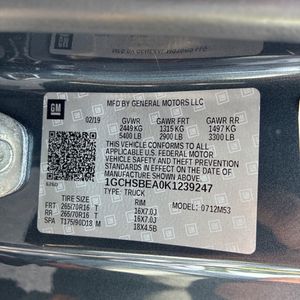 GM
MFD BY GENERAL MOTORS LLC
02/19 GVWR GAWR FRT GAWR RR
2449 KG 1315 KG 1497 KG
5400 LB 2900 LB 3300 LB
THIS VEHICLE CONFORMS TO ALL APPLICABLE
U.S. FEDERAL MOTOR VEHICLE SAFETY
STANDARDS IN EFFECT ON THE DATE OF
MANUFACTURE SHOWN ABOVE.
1GCHSBEA0K1239247
TYPE: TRUCK MODEL: 0712M53
TIRE SIZE RIM
FRT 265/70R16 T 16X7.0J
RR 265/70R16 T 16X7.0J
SPA T175/90D18 M 18X4.5B